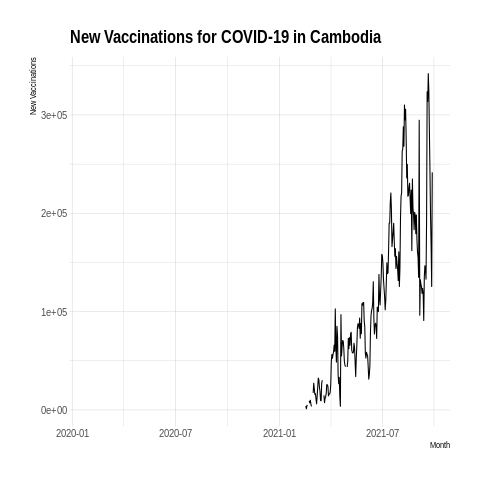 New Vaccinations for COVID-19 in Cambodia
New Vaccinations
3e+05
2e+05
1e+05
0e+00
2020-01 2020-07 2021-01 2021-07
Month